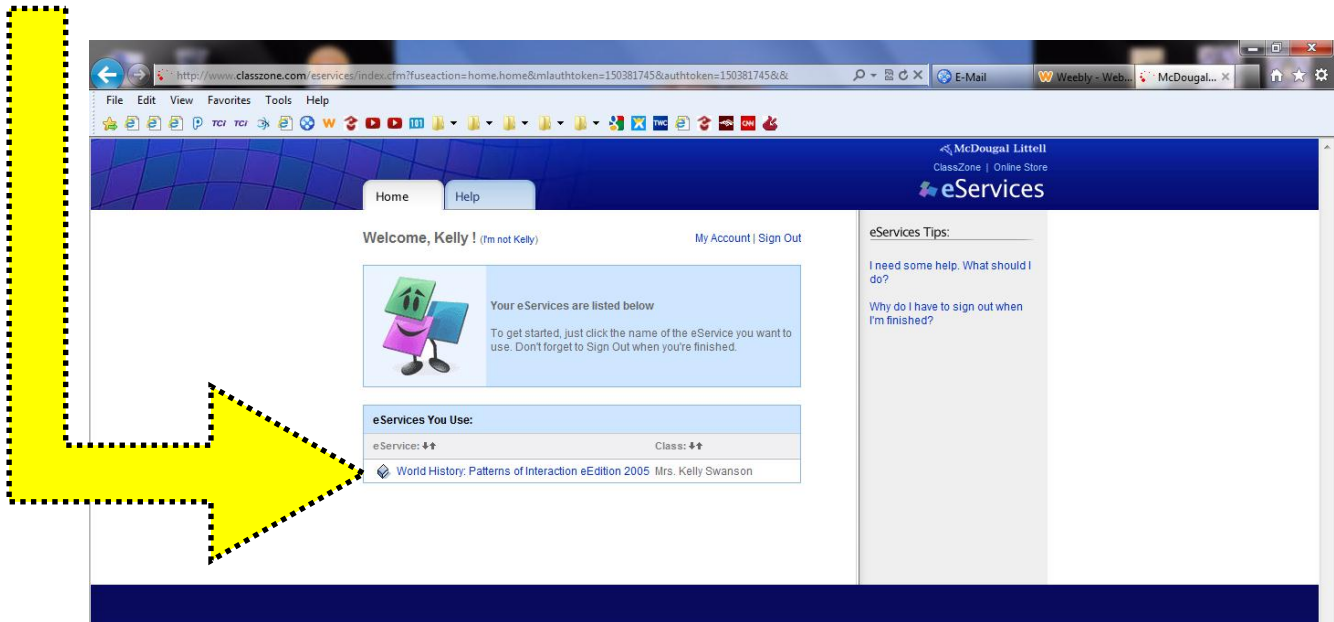 http://www.classzone.com/eservices/index.cfm?fuseaction=home.home&mlauthtoken=150381745&authtoken=150381745&&
E-Mail
Weebly - Web...
McDougal...
File Edit View Favorites Tools Help
TCI TCI W TWC CNN
McDougal Littell
ClassZone | Online Store
eServices
Home Help
Welcome, Kelly ! (I'm not Kelly) My Account | Sign Out
Your eServices are listed below
To get started, just click the name of the eService you want to
use. Don't forget to Sign Out when you're finished.
eServices You Use:
eService: Class:
World History: Patterns of Interaction eEdition 2005 Mrs. Kelly Swanson
eServices Tips:
I need some help. What should I
do?
Why do I have to sign out when
I'm finished?